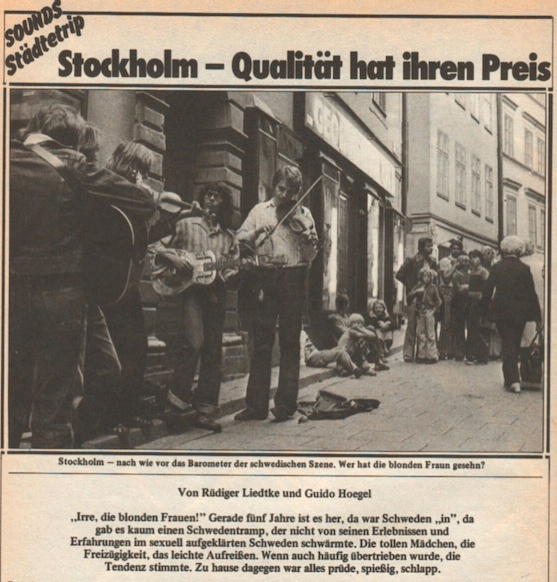 SOUNDS
Städtetrip
Stockholm – Qualität hat ihren Preis
Stockholm – nach wie vor das Barometer der schwedischen Szene. Wer hat die blonden Fraun gesehn?
Von Rüdiger Liedtke und Guido Hoegel
„Irre, die blonden Frauen!” Gerade fünf Jahre ist es her, da war Schweden „in”, da
gab es kaum einen Schwedentramp, der nicht von seinen Erlebnissen und
Erfahrungen im sexuell aufgeklärten Schweden schwärmte. Die tollen Mädchen, die
Freizügigkeit, das leichte Aufreißen. Wenn auch häufig übertrieben wurde, die
Tendenz stimmte. Zu hause dagegen war alles prüde, spießig, schlapp.